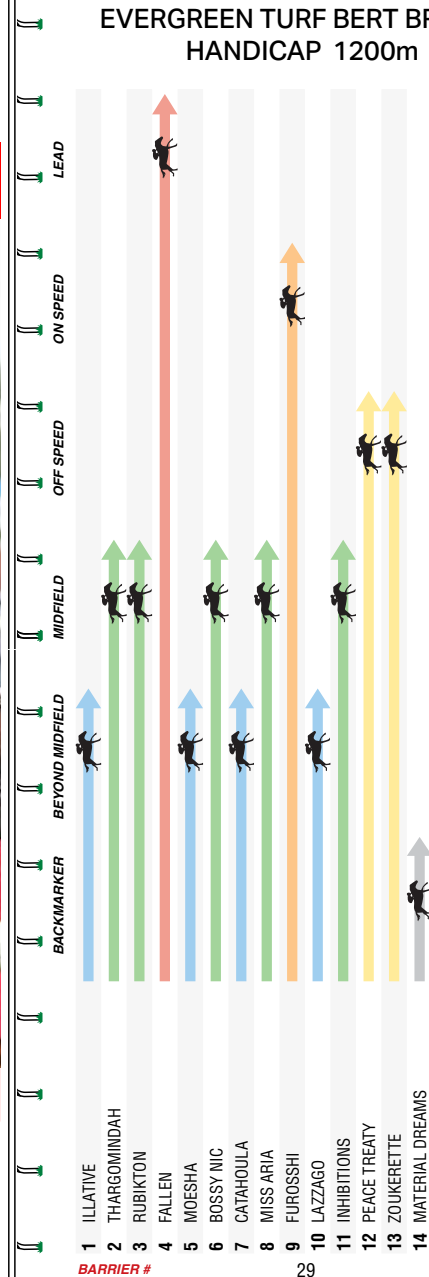 EVERGREEN TURF BERT
HANDICAP 1200m
LEAD
ON SPEED
OFF SPEED
MIDFIELD
BEYOND MIDFIELD
BACKMARKER
1 ILLATIVE
2 THARGOMINDAH
3 RUBIKTON
4 FALLEN
5 MOESHA
6 BOSSY NIC
7 CATAHOULA
8 MISS ARIA
9 FUROSSHI
10 LAZZAGO
11 INHIBITIONS
12 PEACE TREATY
13 ZOUKERETTE
14 MATERIAL DREAMS
BARRIER #
29